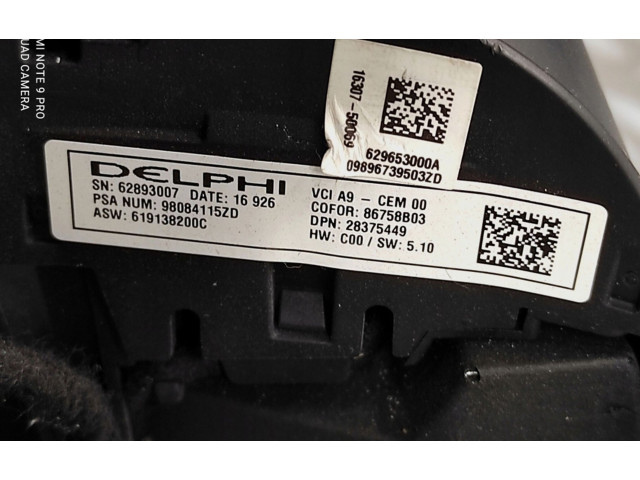 MI NOTE 9 PRO
UAD CAMERA
16307-50069
629653000A
09896739503ZD
DELPHI
SN: 62893007 DATE: 16 926
PSA NUM: 98084115ZD
ASW: 619138200C
VCI A9 - CEM 00
COFOR: 86758B03
DPN: 28375449
HW: C00 / SW: 5.10